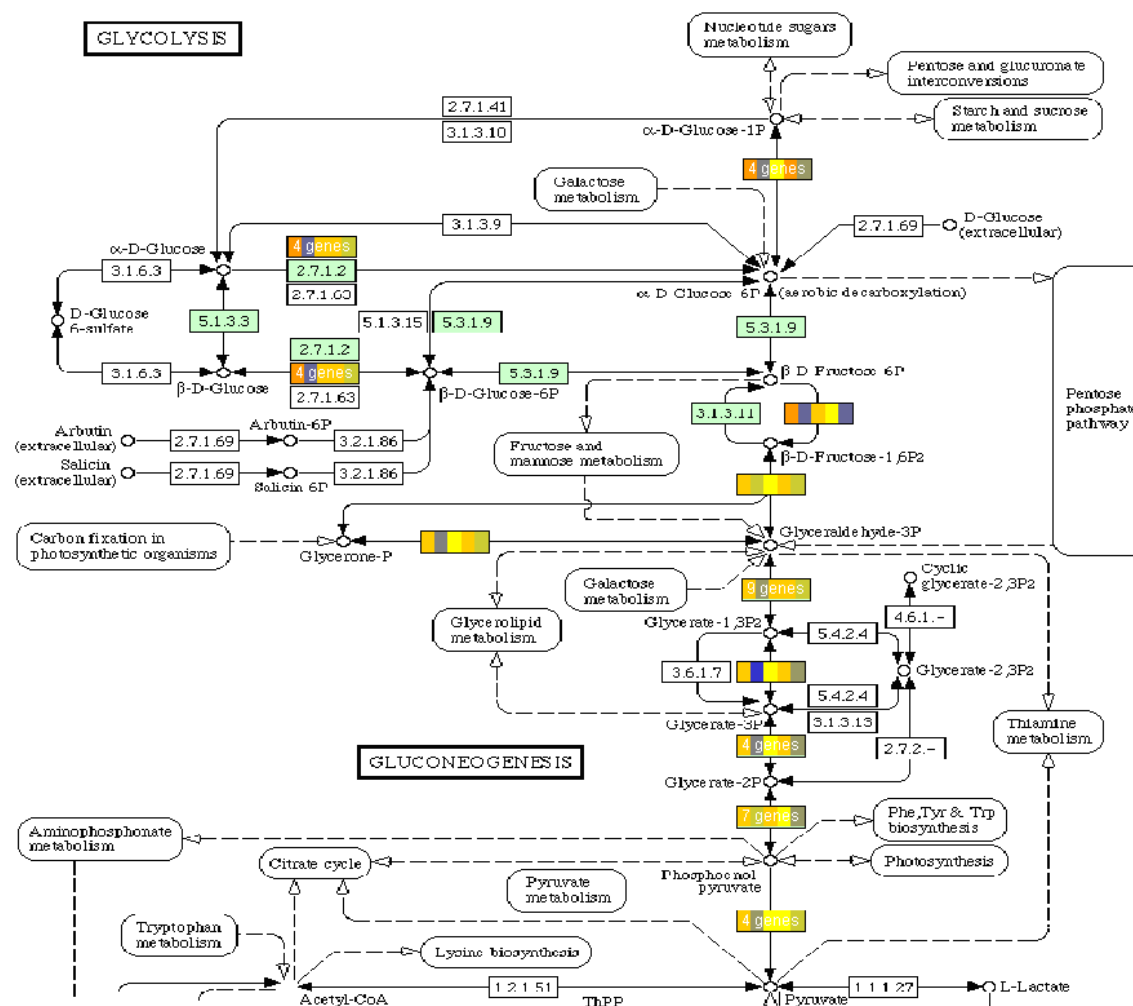 GLYCOLYSIS
Nucleotide sugars
metabolism
Pentose and glucuronate
interconversions
Starch and sucrose
metabolism
2.7.1.41
3.1.3.10
α-D-Glucose-1P
4 genes
Galactose
metabolism
3.1.3.9
2.7.1.69
D-Glucose
(extracellular)
α-D-Glucose
4 genes
3.1.6.3
2.7.1.2
2.7.1.63
α D Glucose 6P
(aerobic decarboxylation)
D-Glucose
6-sulfate
5.1.3.3
5.1.3.15
5.3.1.9
5.3.1.9
2.7.1.2
3.1.6.3
4 genes
2.7.1.63
β-D-Glucose
β-D-Glucose-6P
5.3.1.9
β D Fructose 6P
Pentose
phosphate
pathway
3.1.3.11
Arbutin
(extracellular)
2.7.1.69
Arbutin-6P
3.2.1.86
Salicin
(extracellular)
2.7.1.69
Salicin 6P
3.2.1.86
Fructose and
mannose metabolism
β-D-Fructose-1,6P2
Carbon fixation in
photosynthetic organisms
Glycerone-P
Glyceraldehyde-3P
Galactose
metabolism
9 genes
Cyclic
glycerate-2,3P2
Glycerolipid
metabolism
Glycerate-1,3P2
5.4.2.4
4.6.1.-
3.6.1.7
Glycerate-2,3P2
5.4.2.4
3.1.3.13
Glycerate-3P
4 genes
2.7.2.-
Thiamine
metabolism
GLUCONEOGENESIS
Glycerate-2P
7 genes
Aminophosphonate
metabolism
Phe,Tyr & Trp
biosynthesis
Citrate cycle
Phosphoenol
pyruvate
Photosynthesis
Pyruvate
metabolism
4 genes
Tryptophan
metabolism
Lysine biosynthesis
Acetyl-CoA
1.2.1.51
ThPP
Pyruvate
1.1.1.27
L-Lactate